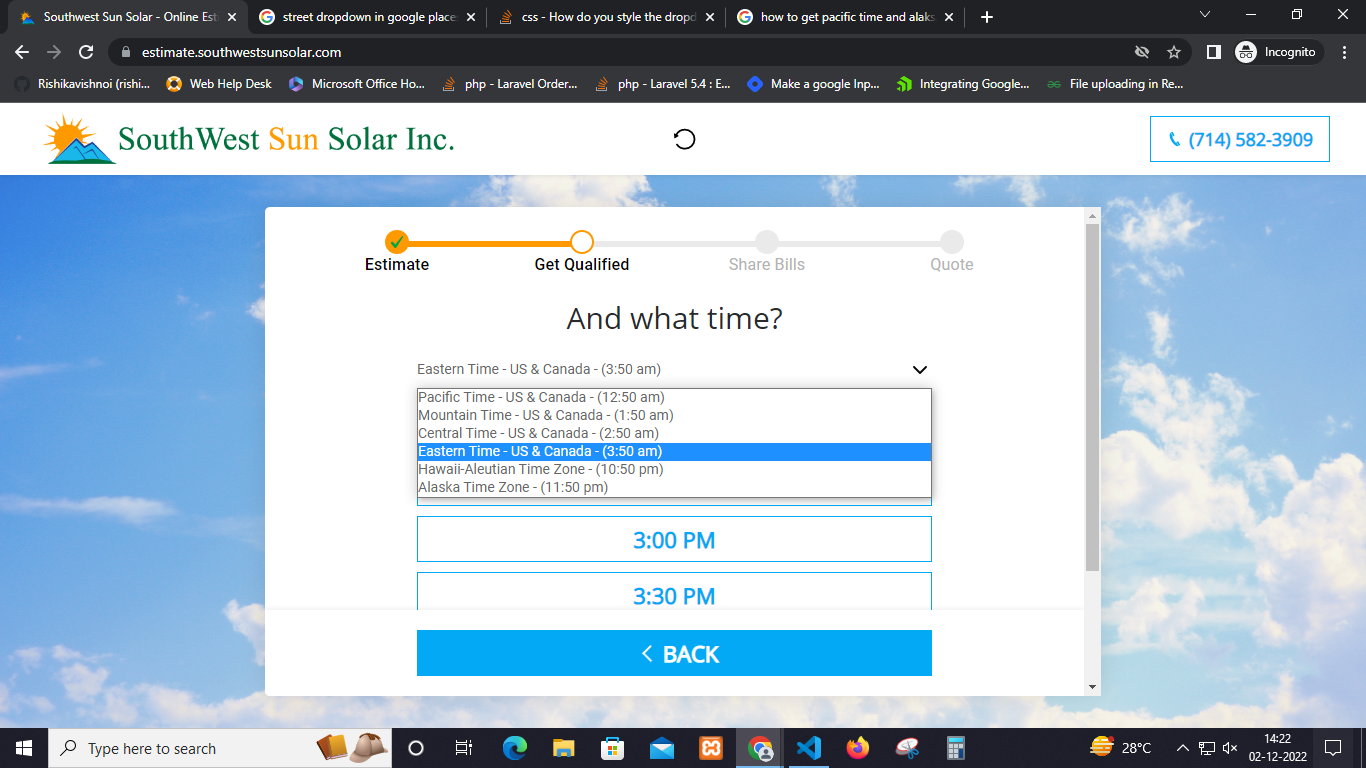 Southwest Sun Solar - Online Esti
street dropdown in google place
css - How do you style the dropd
how to get pacific time and alaks
estimate.southwestsunsolar.com
Incognito
Rishikavishnoi (rishi...
Web Help Desk
Microsoft Office Ho...
php - Laravel Order...
php - Laravel 5.4 : E...
Make a google Inp...
Integrating Google...
File uploading in Re...
SouthWest Sun Solar Inc.
(714) 582-3909
Estimate
Get Qualified
Share Bills
Quote
And what time?
Eastern Time - US & Canada - (3:50 am)
Pacific Time - US & Canada - (12:50 am)
Mountain Time - US & Canada - (1:50 am)
Central Time - US & Canada - (2:50 am)
Eastern Time - US & Canada - (3:50 am)
Hawaii-Aleutian Time Zone - (10:50 pm)
Alaska Time Zone - (11:50 pm)
3:00 PM
3:30 PM
BACK
Type here to search
28°C
14:22
02-12-2022